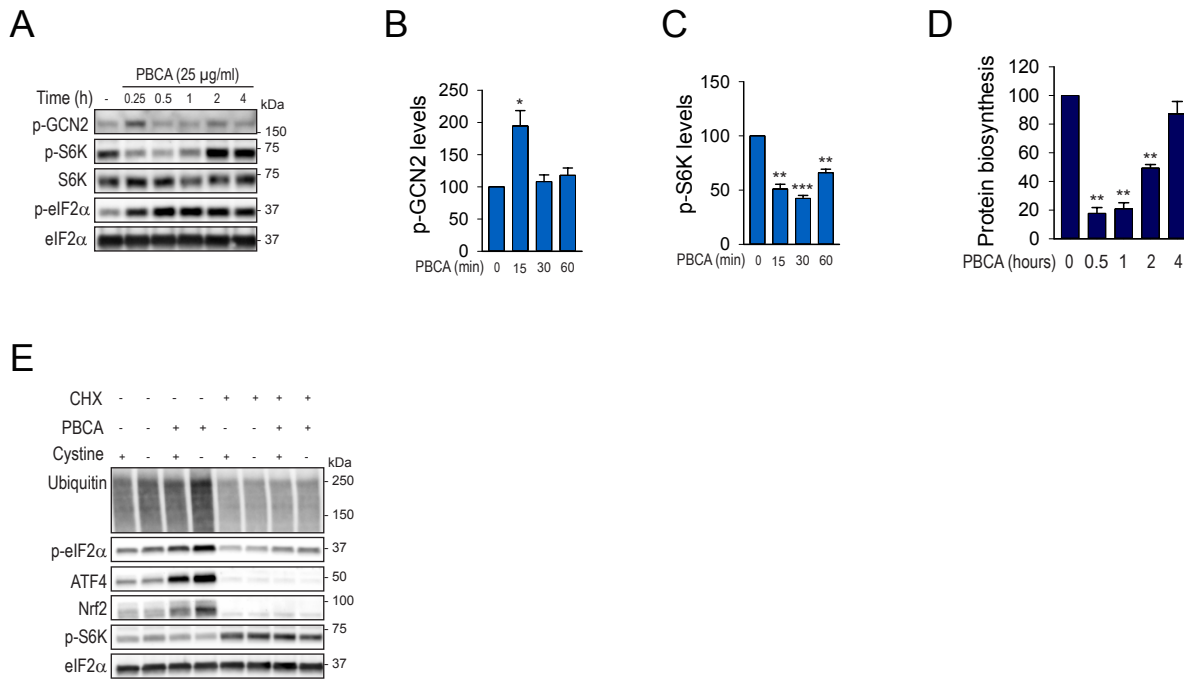 A
PBCA (25 µg/ml)
Time (h) - 0.25 0.5 1 2 4 kDa
p-GCN2 - 150
p-S6K - 75
S6K - 75
p-eIF2α - 37
eIF2α - 37
B
p-GCN2 levels
250
200
150
100
50
0
*
PBCA (min) 0 15 30 60
C
p-S6K levels
150
100
50
0
** *** **
PBCA (min) 0 15 30 60
D
Protein biosynthesis
120
100
80
60
40
20
0
** ** **
PBCA (hours) 0 0.5 1 2 4
E
CHX - - - - + + + +
PBCA - - + + - - + +
Cystine + - + - + - + -
kDa
Ubiquitin - 250
- 150
p-eIF2α - 37
ATF4 - 50
Nrf2 - 100
p-S6K - 75
eIF2α - 37